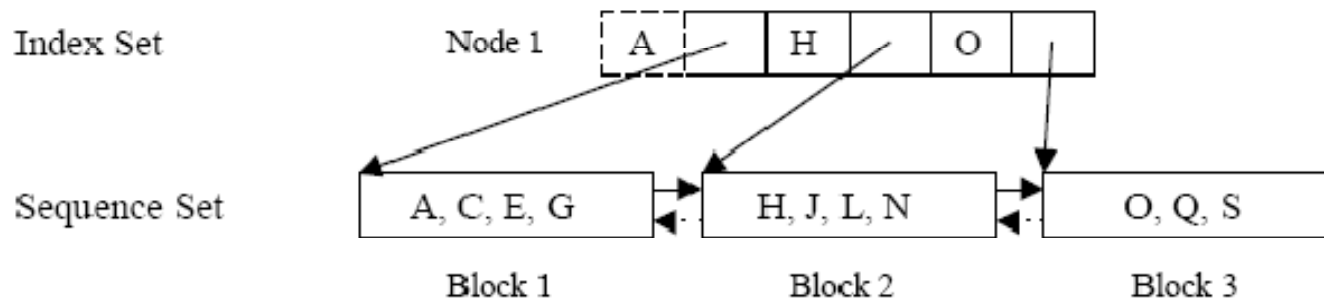 Index Set Node 1 A H O
Sequence Set A, C, E, G H, J, L, N O, Q, S
Block 1 Block 2 Block 3